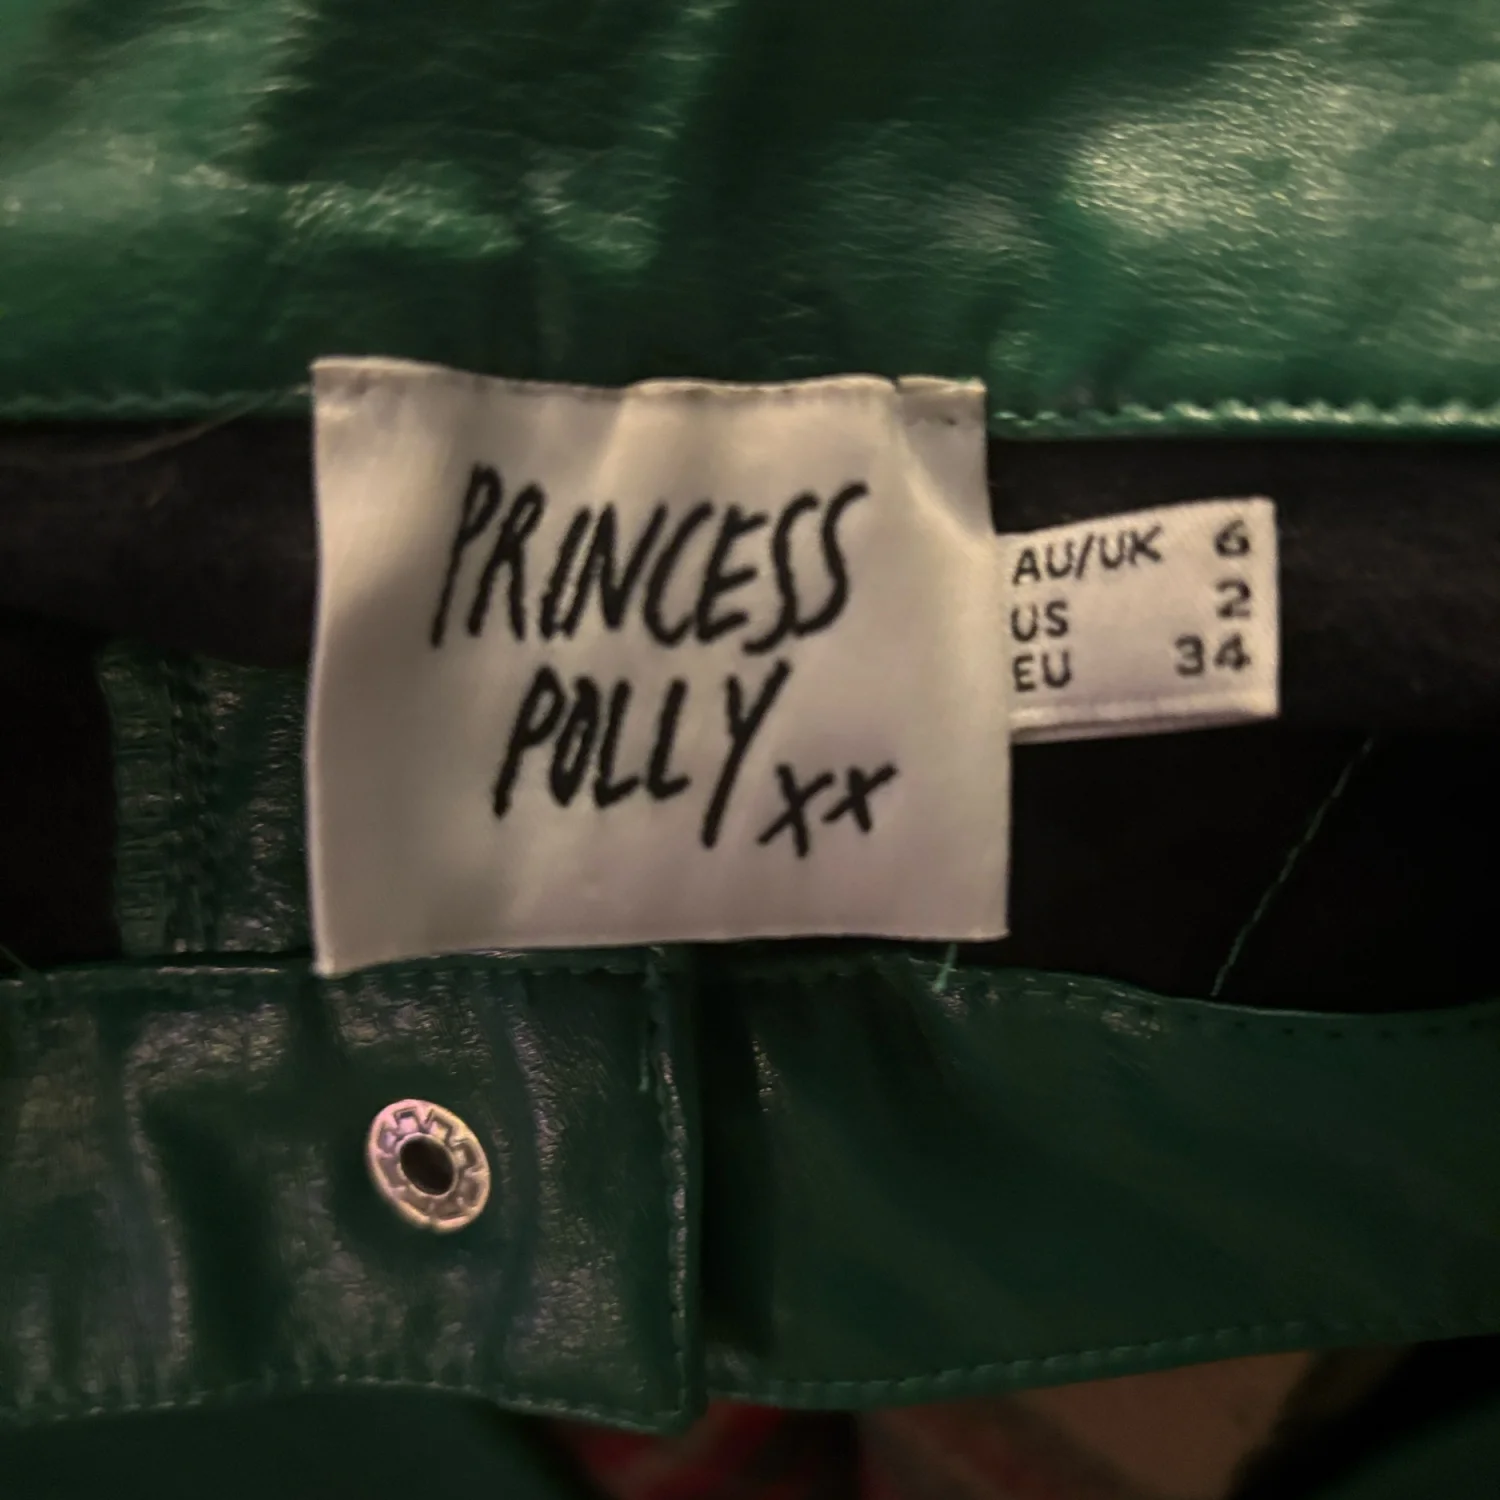 PRINCESS
POLLY xx
AU/UK 6
US 2
EU 34